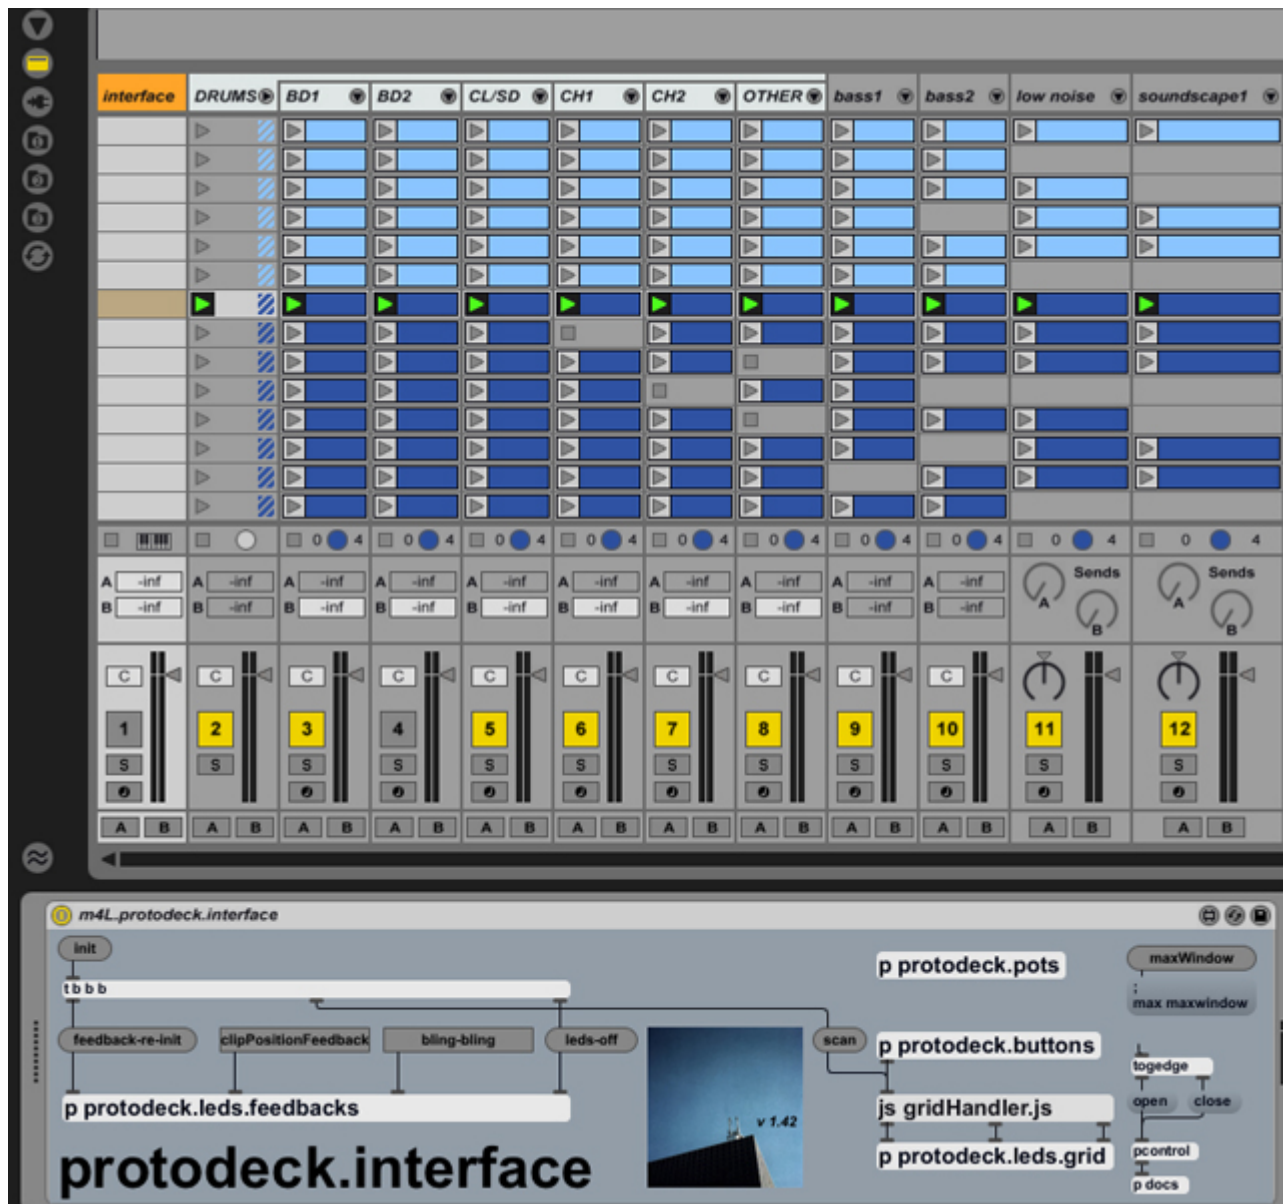 interface DRUMS BD1 BD2 CL/SD CH1 CH2 OTHER bass1 bass2 low noise soundscape1
0 4 0 4 0 4 0 4 0 4 0 4 0 4 0 4 0 4 0 4
A -inf A -inf A -inf A -inf A -inf A -inf A -inf A -inf A -inf A -inf Sends Sends
B -inf B -inf B -inf B -inf B -inf B -inf B -inf B -inf B -inf B -inf A B A B
C C C C C C C C C C
1 2 3 4 5 6 7 8 9 10 11 12
S S S S S S S S S S S S
A B A B A B A B A B A B A B A B A B A B A B A B
m4L.protodeck.interface
init
t b b b
feedback-re-init clipPositionFeedback bling-bling leds-off scan
p protodeck.leds.feedbacks
protodeck.interface
v 1.42
p protodeck.pots
p protodeck.buttons
js gridHandler.js
p protodeck.leds.grid
maxWindow
;
max maxwindow
togedge
open close
pcontrol
p docs